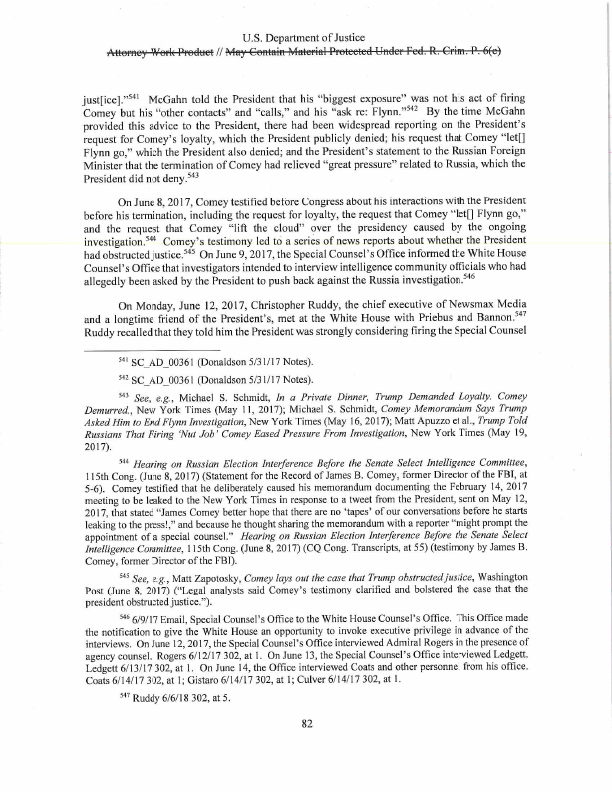 U.S. Department of Justice
Attorney Work Product // May Contain Material Protected Under Fed. R. Crim. P. 6(e)
just[ice].”541 McGahn told the President that his “biggest exposure” was not his act of firing
Comey but his “other contacts” and “calls,” and his “ask re: Flynn.”542 By the time McGahn
provided this advice to the President, there had been widespread reporting on the President’s
request for Comey’s loyalty, which the President publicly denied; his request that Comey “let[]
Flynn go,” which the President also denied; and the President’s statement to the Russian Foreign
Minister that the termination of Comey had relieved “great pressure” related to Russia, which the
President did not deny.543
On June 8, 2017, Comey testified before Congress about his interactions with the President
before his termination, including the request for loyalty, the request that Comey “let[] Flynn go,”
and the request that Comey “lift the cloud” over the presidency caused by the ongoing
investigation.544 Comey’s testimony led to a series of news reports about whether the President
had obstructed justice.545 On June 9, 2017, the Special Counsel’s Office informed the White House
Counsel’s Office that investigators intended to interview intelligence community officials who had
allegedly been asked by the President to push back against the Russia investigation.546
On Monday, June 12, 2017, Christopher Ruddy, the chief executive of Newsmax Media
and a longtime friend of the President’s, met at the White House with Priebus and Bannon.547
Ruddy recalled that they told him the President was strongly considering firing the Special Counsel
541 SC_AD_00361 (Donaldson 5/31/17 Notes).
542 SC_AD_00361 (Donaldson 5/31/17 Notes).
543 See, e.g., Michael S. Schmidt, In a Private Dinner, Trump Demanded Loyalty. Comey
Demurred., New York Times (May 11, 2017); Michael S. Schmidt, Comey Memorandum Says Trump
Asked Him to End Flynn Investigation, New York Times (May 16, 2017); Matt Apuzzo et al., Trump Told
Russians That Firing ‘Nut Job’ Comey Eased Pressure From Investigation, New York Times (May 19,
2017).
544 Hearing on Russian Election Interference Before the Senate Select Intelligence Committee,
115th Cong. (June 8, 2017) (Statement for the Record of James B. Comey, former Director of the FBI, at
5-6). Comey testified that he deliberately caused his memorandum documenting the February 14, 2017
meeting to be leaked to the New York Times in response to a tweet from the President, sent on May 12,
2017, that stated “James Comey better hope that there are no ‘tapes’ of our conversations before he starts
leaking to the press!,” and because he thought sharing the memorandum with a reporter “might prompt the
appointment of a special counsel.” Hearing on Russian Election Interference Before the Senate Select
Intelligence Committee, 115th Cong. (June 8, 2017) (CQ Cong. Transcripts, at 55) (testimony by James B.
Comey, former Director of the FBI).
545 See, e.g., Matt Zapotosky, Comey lays out the case that Trump obstructed justice, Washington
Post (June 8, 2017) (“Legal analysts said Comey’s testimony clarified and bolstered the case that the
president obstructed justice.”).
546 6/9/17 Email, Special Counsel’s Office to the White House Counsel’s Office. This Office made
the notification to give the White House an opportunity to invoke executive privilege in advance of the
interviews. On June 12, 2017, the Special Counsel’s Office interviewed Admiral Rogers in the presence of
agency counsel. Rogers 6/12/17 302, at 1. On June 13, the Special Counsel’s Office interviewed Ledgett.
Ledgett 6/13/17 302, at 1. On June 14, the Office interviewed Coats and other personnel from his office.
Coats 6/14/17 302, at 1; Gistaro 6/14/17 302, at 1; Culver 6/14/17 302, at 1.
547 Ruddy 6/6/18 302, at 5.
82